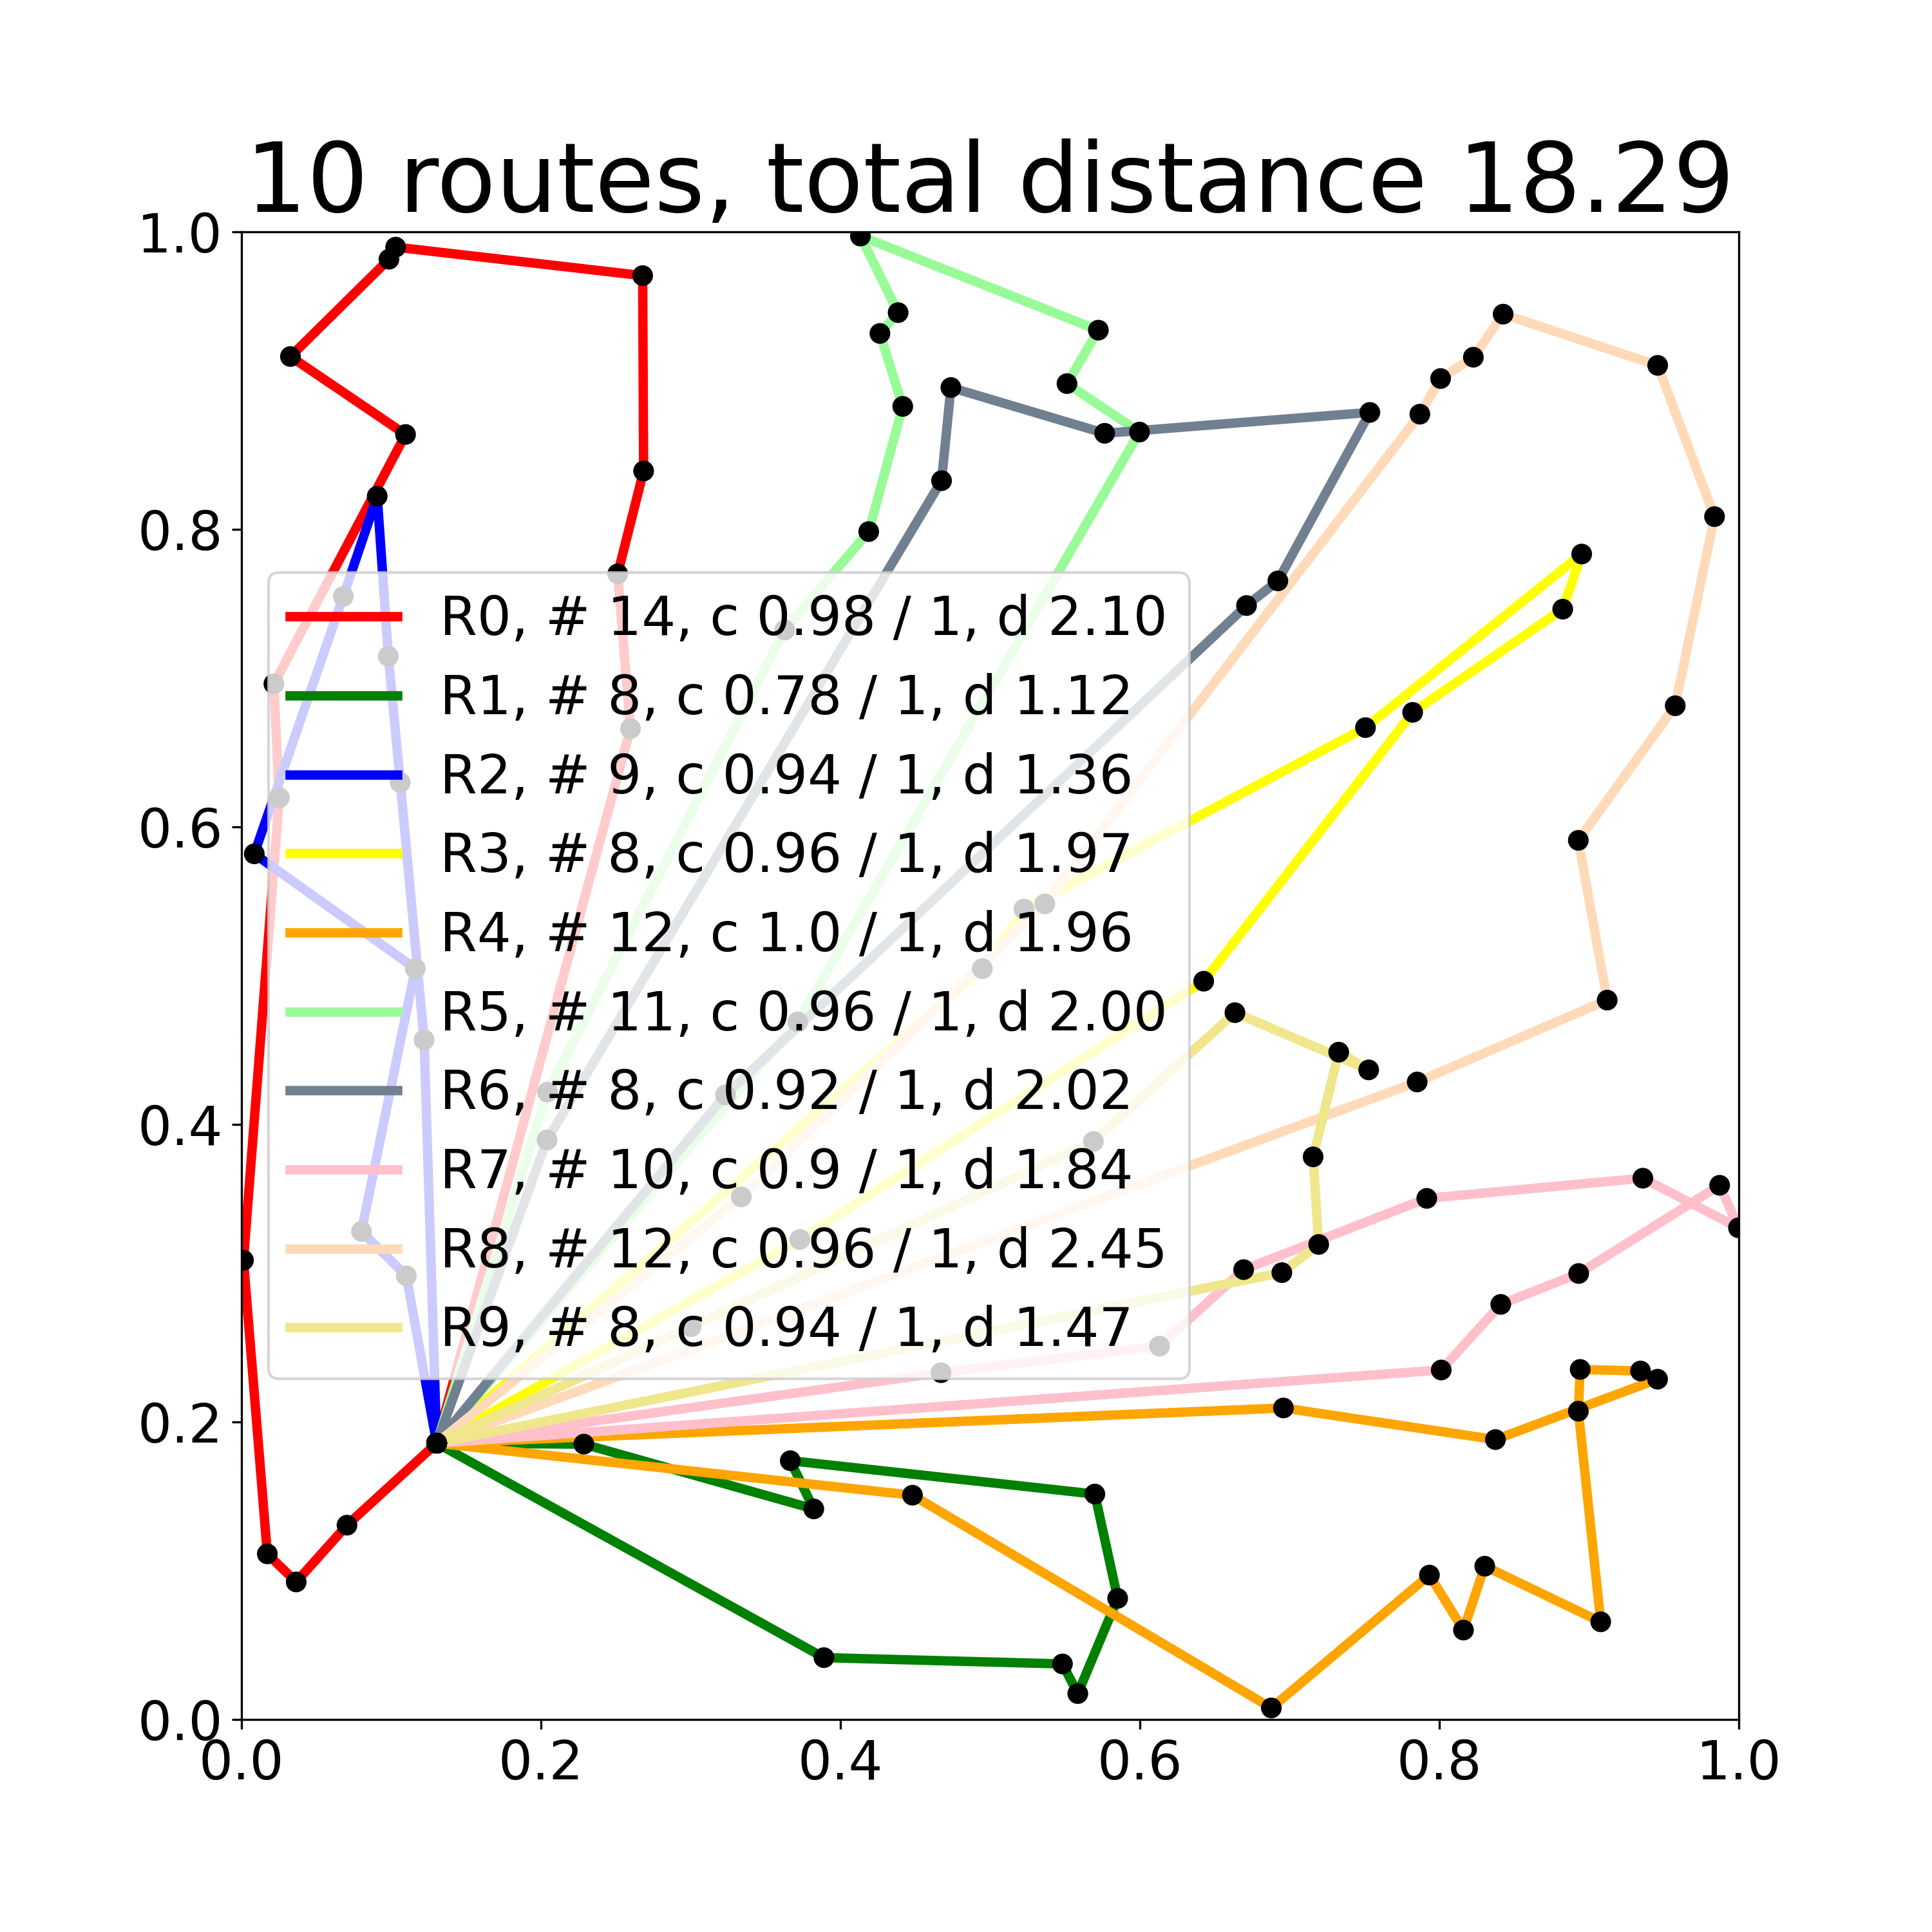 10 routes, total distance 18.29
1.0
0.8
0.6
0.4
0.2
0.0
R0, # 14, c 0.98 / 1, d 2.10
R1, # 8, c 0.78 / 1, d 1.12
R2, # 9, c 0.94 / 1, d 1.36
R3, # 8, c 0.96 / 1, d 1.97
R4, # 12, c 1.0 / 1, d 1.96
R5, # 11, c 0.96 / 1, d 2.00
R6, # 8, c 0.92 / 1, d 2.02
R7, # 10, c 0.9 / 1, d 1.84
R8, # 12, c 0.96 / 1, d 2.45
R9, # 8, c 0.94 / 1, d 1.47
0.0 0.2 0.4 0.6 0.8 1.0